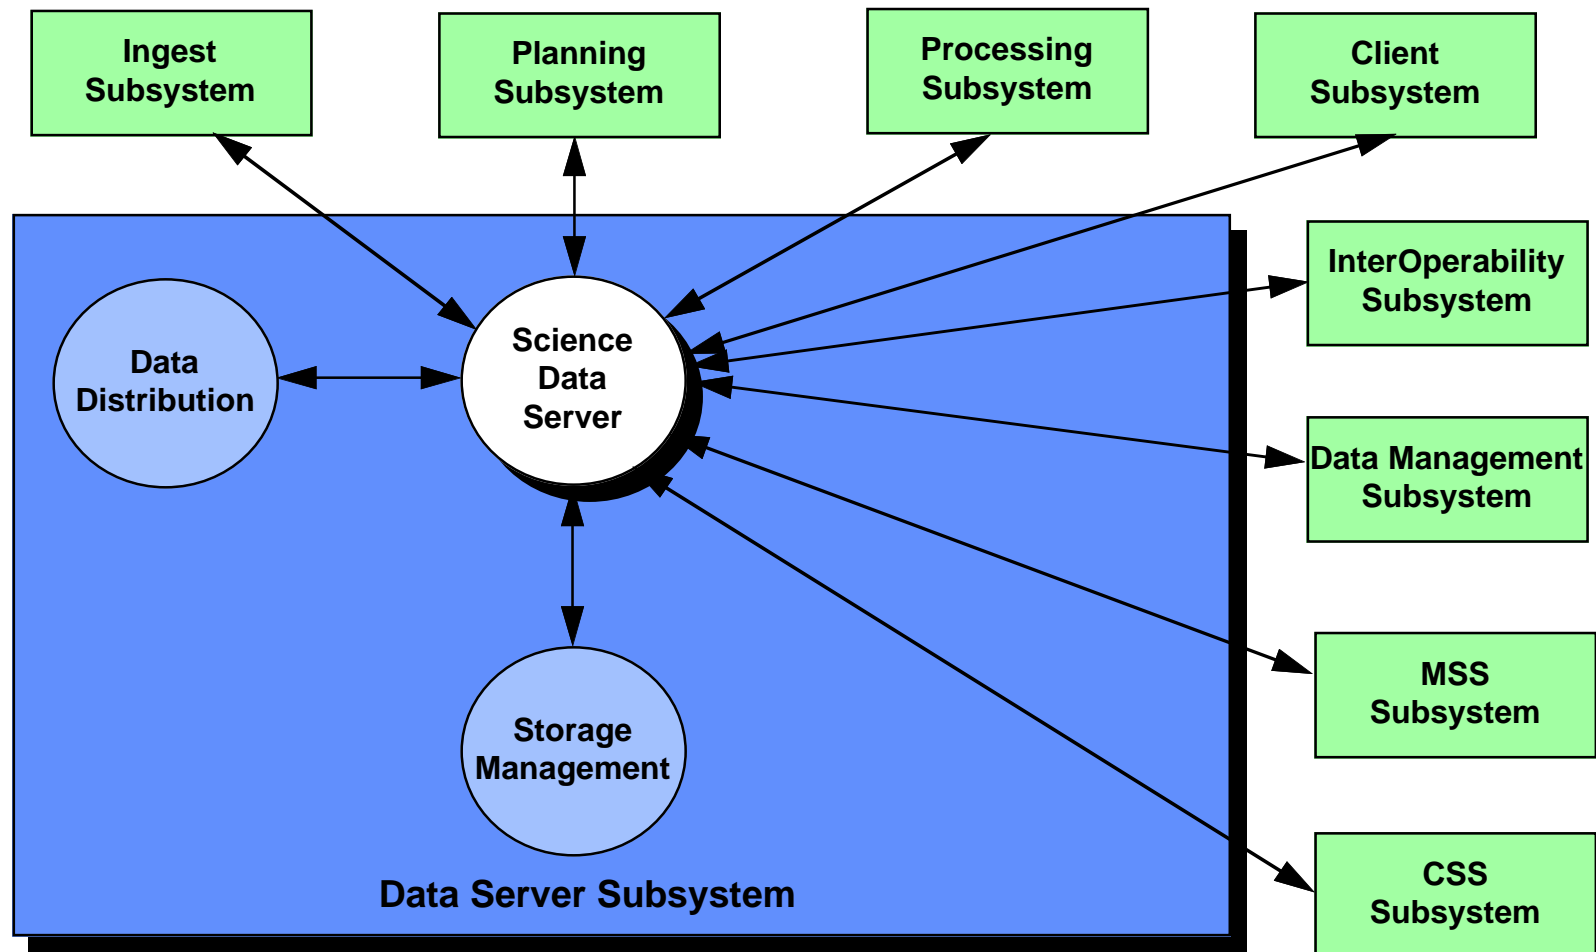 Ingest
Subsystem
Planning
Subsystem
Processing
Subsystem
Client
Subsystem
InterOperability
Subsystem
Data
Distribution
Science
Data
Server
Data Management
Subsystem
MSS
Subsystem
Storage
Management
CSS
Subsystem
Data Server Subsystem